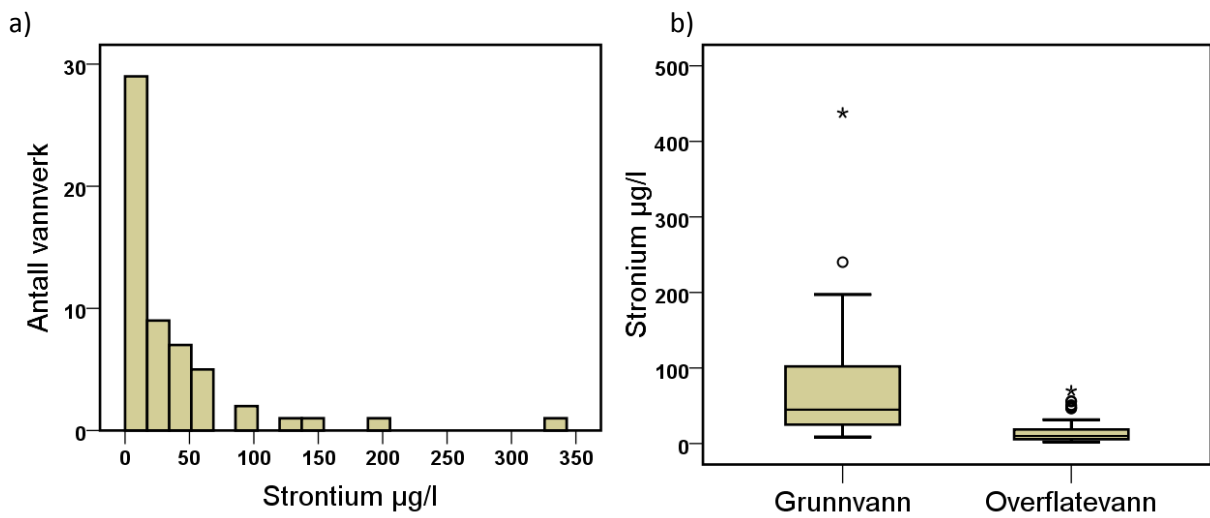 a)
30
20
10
0
Antall vannverk
0 50 100 150 200 250 300 350
Strontium µg/l
b)
500
400
300
200
100
0
Stronium µg/l
Grunnvann Overflatevann